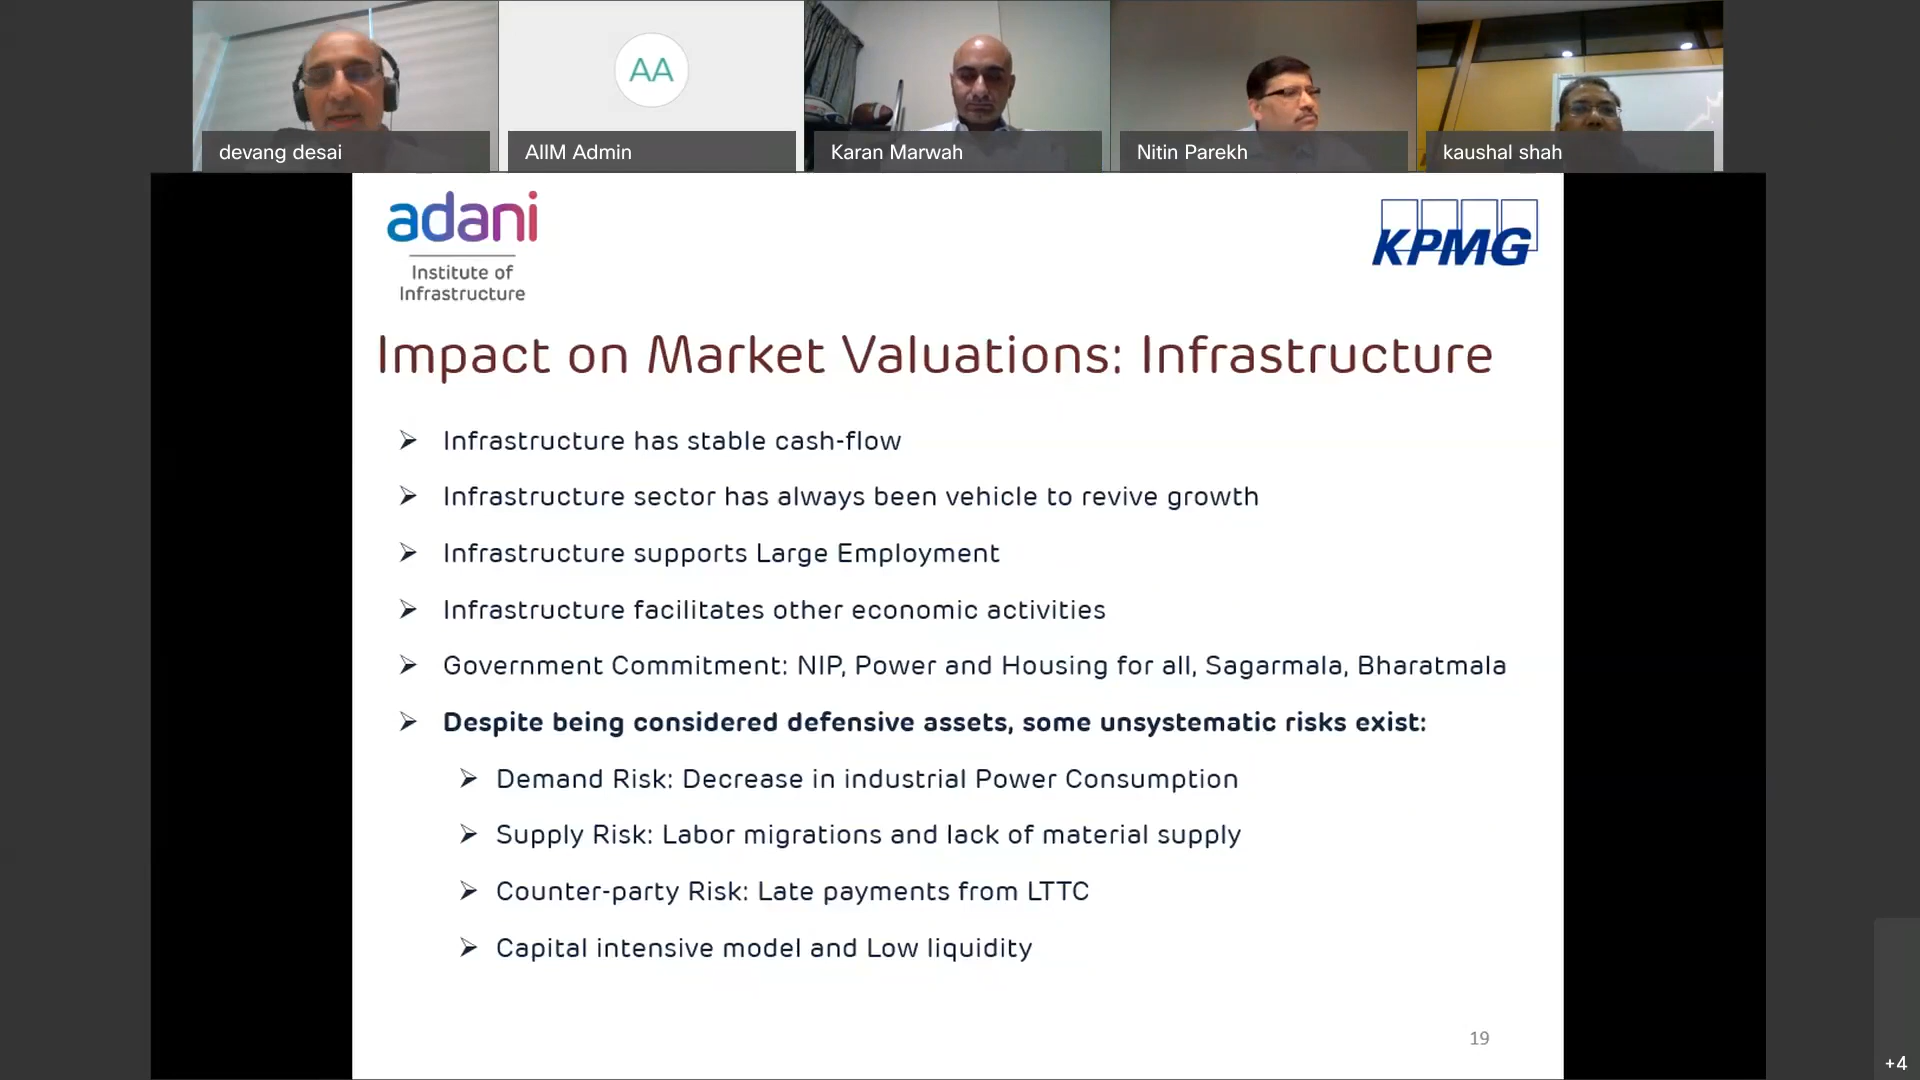 devang desai
AA
AIIM Admin
Karan Marwah
Nitin Parekh
kaushal shah
adani
Institute of
Infrastructure
KPMG
Impact on Market Valuations: Infrastructure
➢ Infrastructure has stable cash-flow
➢ Infrastructure sector has always been vehicle to revive growth
➢ Infrastructure supports Large Employment
➢ Infrastructure facilitates other economic activities
➢ Government Commitment: NIP, Power and Housing for all, Sagarmala, Bharatmala
➢ Despite being considered defensive assets, some unsystematic risks exist:
➢ Demand Risk: Decrease in industrial Power Consumption
➢ Supply Risk: Labor migrations and lack of material supply
➢ Counter-party Risk: Late payments from LTTC
➢ Capital intensive model and Low liquidity
19
+4